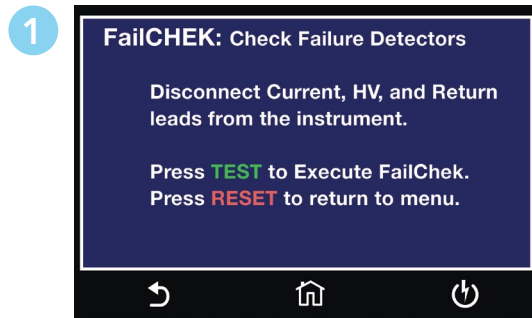 1
FailCHEK: Check Failure Detectors
Disconnect Current, HV, and Return
leads from the instrument.
Press TEST to Execute FailChek.
Press RESET to return to menu.